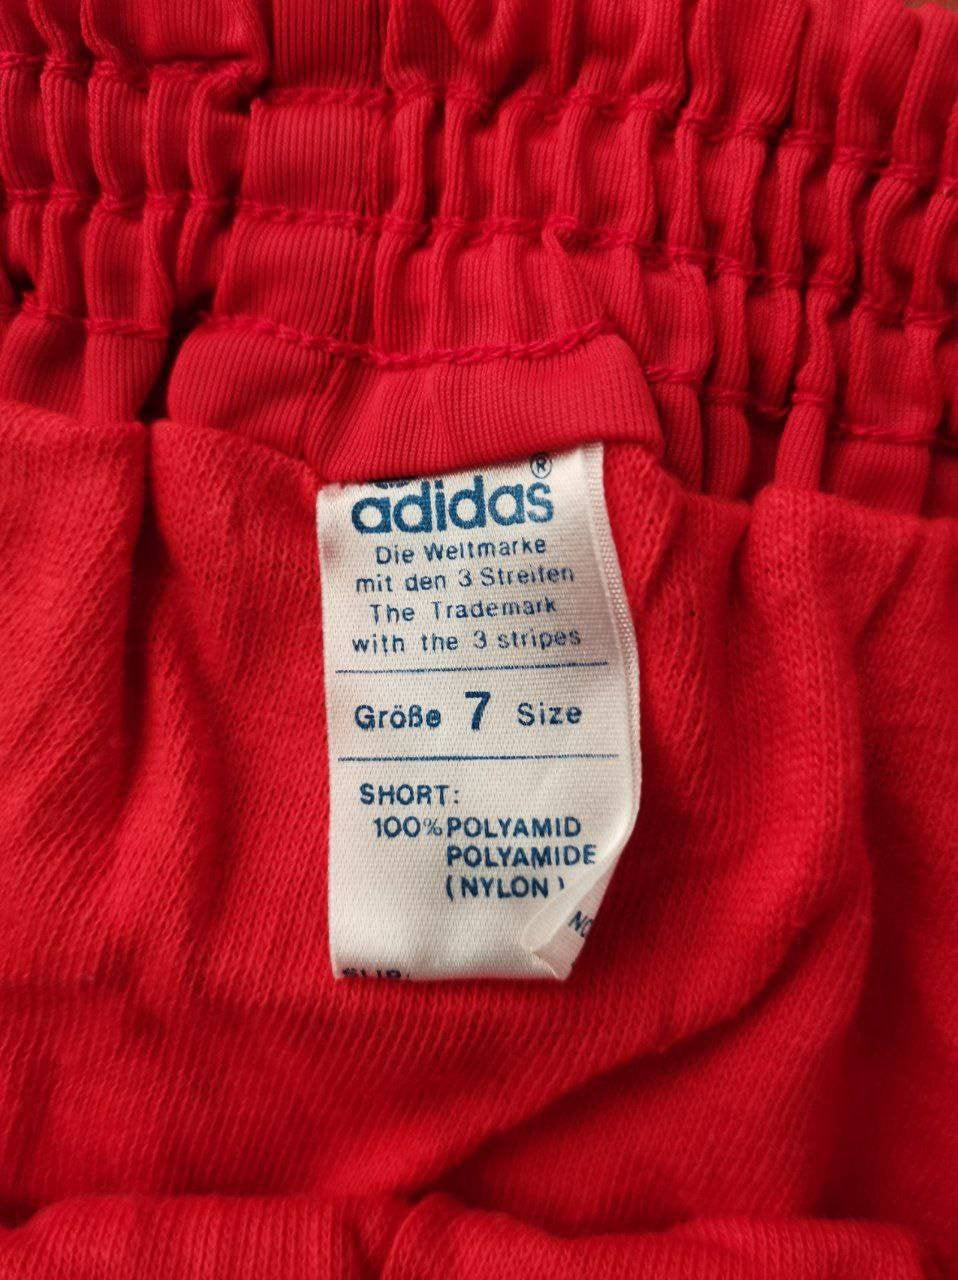 adidas®
Die Weltmarke
mit den 3 Streifen
The Trademark
with the 3 stripes
Größe 7 Size
SHORT:
100% POLYAMID
POLYAMIDE
(NYLON)
SLIP: